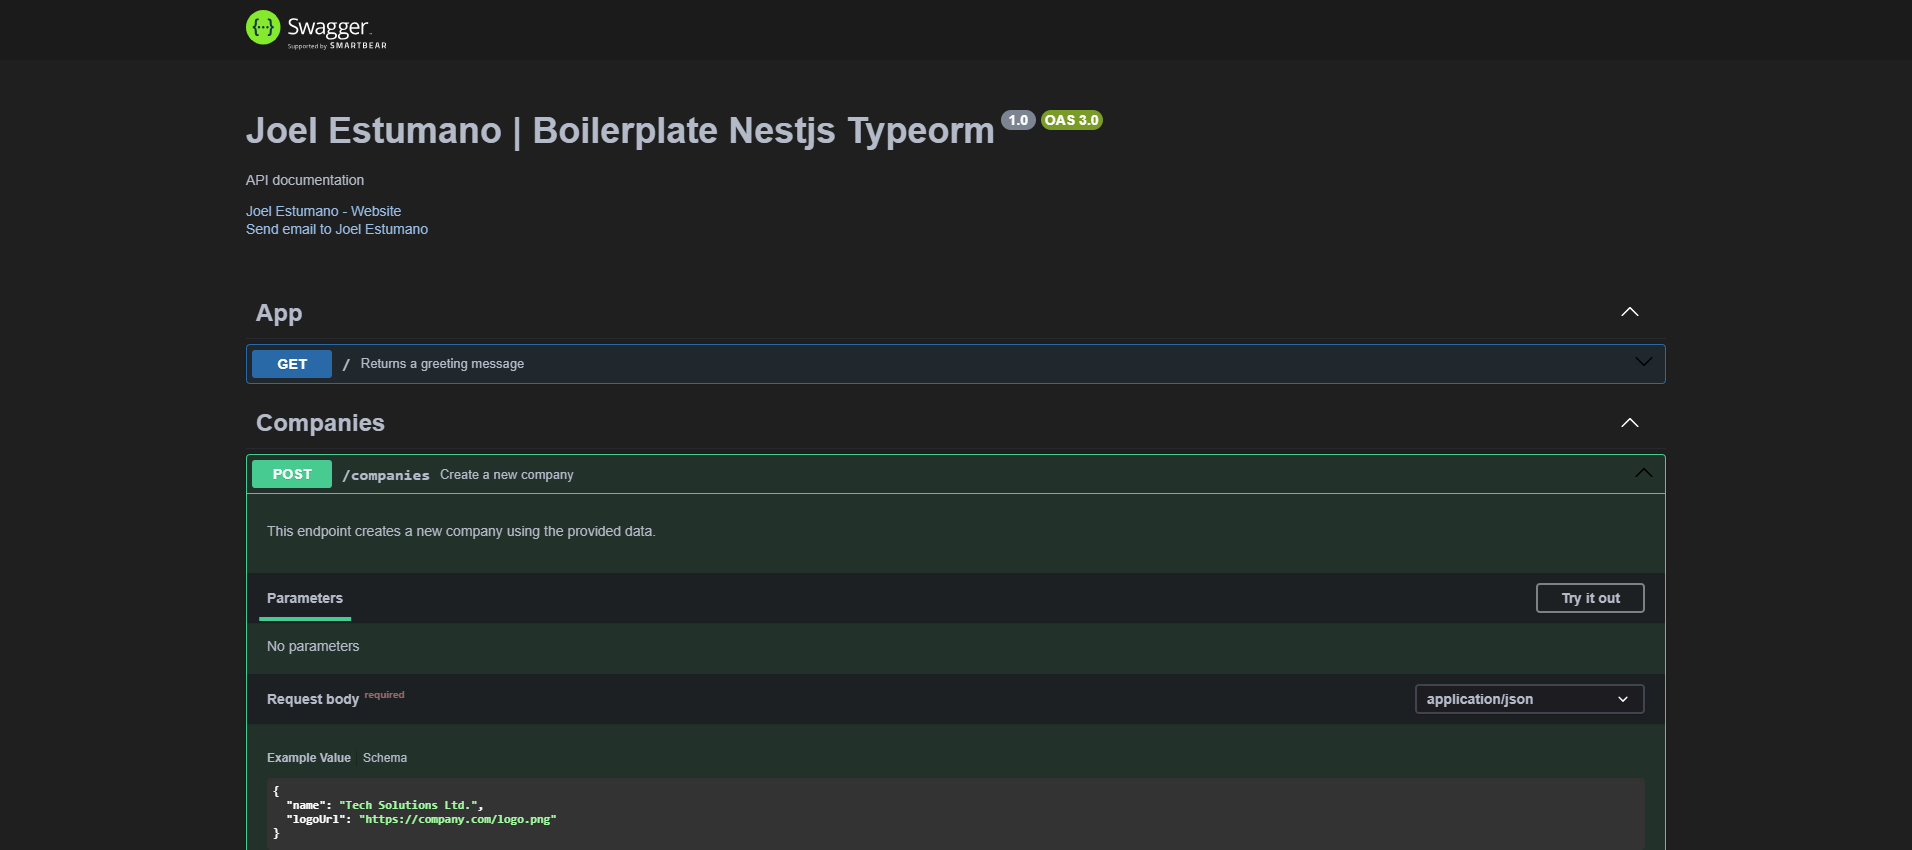 Swagger
Supported by SMARTBEAR
Joel Estumano | Boilerplate Nestjs Typeorm 1.0 OAS 3.0
API documentation
Joel Estumano - Website
Send email to Joel Estumano
App
GET / Returns a greeting message
Companies
POST /companies Create a new company
This endpoint creates a new company using the provided data.
Parameters Try it out
No parameters
Request body required application/json
Example Value Schema
{
"name": "Tech Solutions Ltd.",
"logoUrl": "https://company.com/logo.png"
}